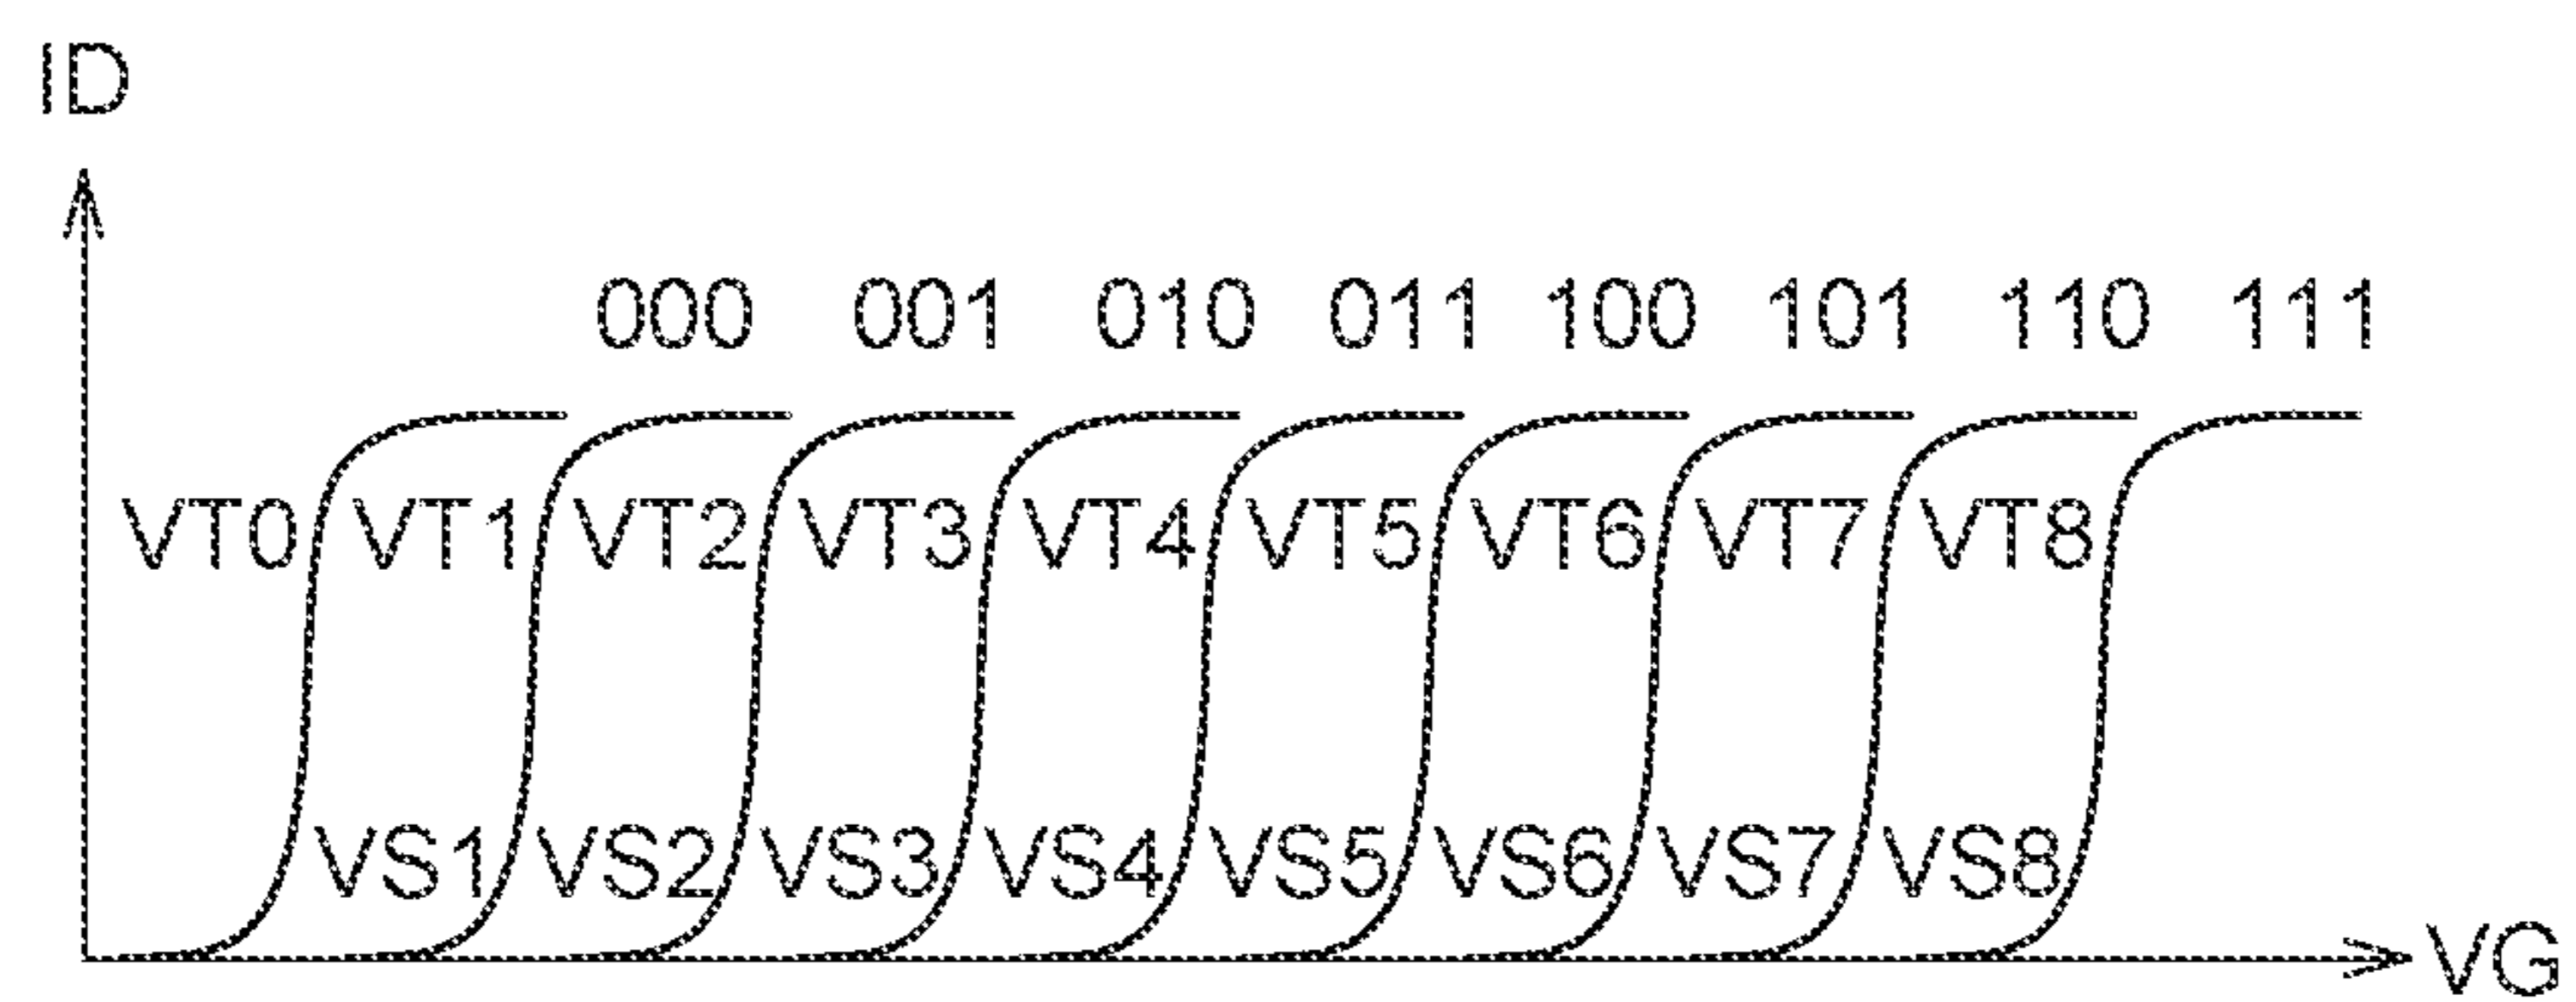 ID
000 001 010 011 100 101 110 111
VT0 VT1 VT2 VT3 VT4 VT5 VT6 VT7 VT8
VS1 VS2 VS3 VS4 VS5 VS6 VS7 VS8
VG